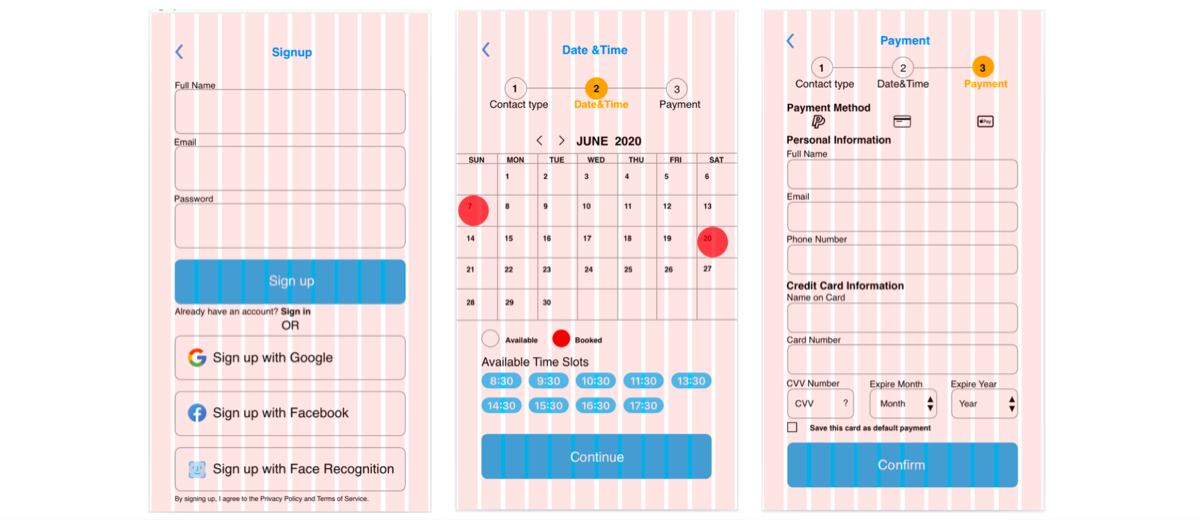 Signup
Full Name
Email
Password
Sign up
Already have an account? Sign in
OR
Sign up with Google
Sign up with Facebook
Sign up with Face Recognition
By signing up, I agree to the Privacy Policy and Terms of Service.
Date &Time
1 2 3
Contact type Date&Time Payment
< > JUNE 2020
SUN MON TUE WED THU FRI SAT
1 2 3 4 5 6
7 8 9 10 11 12 13
14 15 16 17 18 19 20
21 22 23 24 25 26 27
28 29 30
Available Booked
Available Time Slots
8:30 9:30 10:30 11:30 13:30
14:30 15:30 16:30 17:30
Continue
Payment
1 2 3
Contact type Date&Time Payment
Payment Method
Pay
Personal Information
Full Name
Email
Phone Number
Credit Card Information
Name on Card
Card Number
CVV Number Expire Month Expire Year
CVV ? Month Year
Save this card as default payment
Confirm